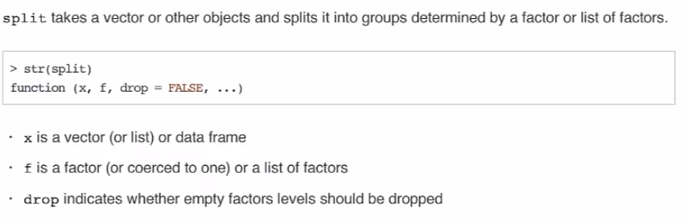 split takes a vector or other objects and splits it into groups determined by a factor or list of factors.
> str(split)
function (x, f, drop = FALSE, ...)
· x is a vector (or list) or data frame
· f is a factor (or coerced to one) or a list of factors
· drop indicates whether empty factors levels should be dropped